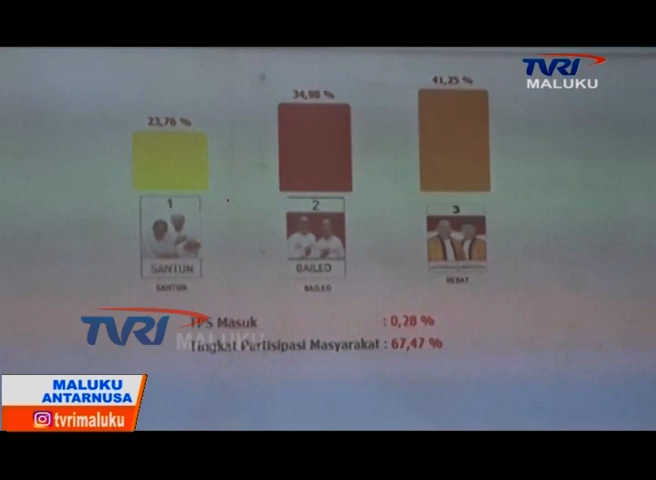 TVRI
MALUKU
23,76 %
34,98 %
41,25 %
1
2
3
SANTUN
BAILEO
SANTUN
BAILEO
HEBAT
TPS Masuk : 0,28 %
TVRI
MALUKU
Tingkat Partisipasi Masyarakat : 67,47 %
MALUKU
ANTARNUSA
tvrimaluku